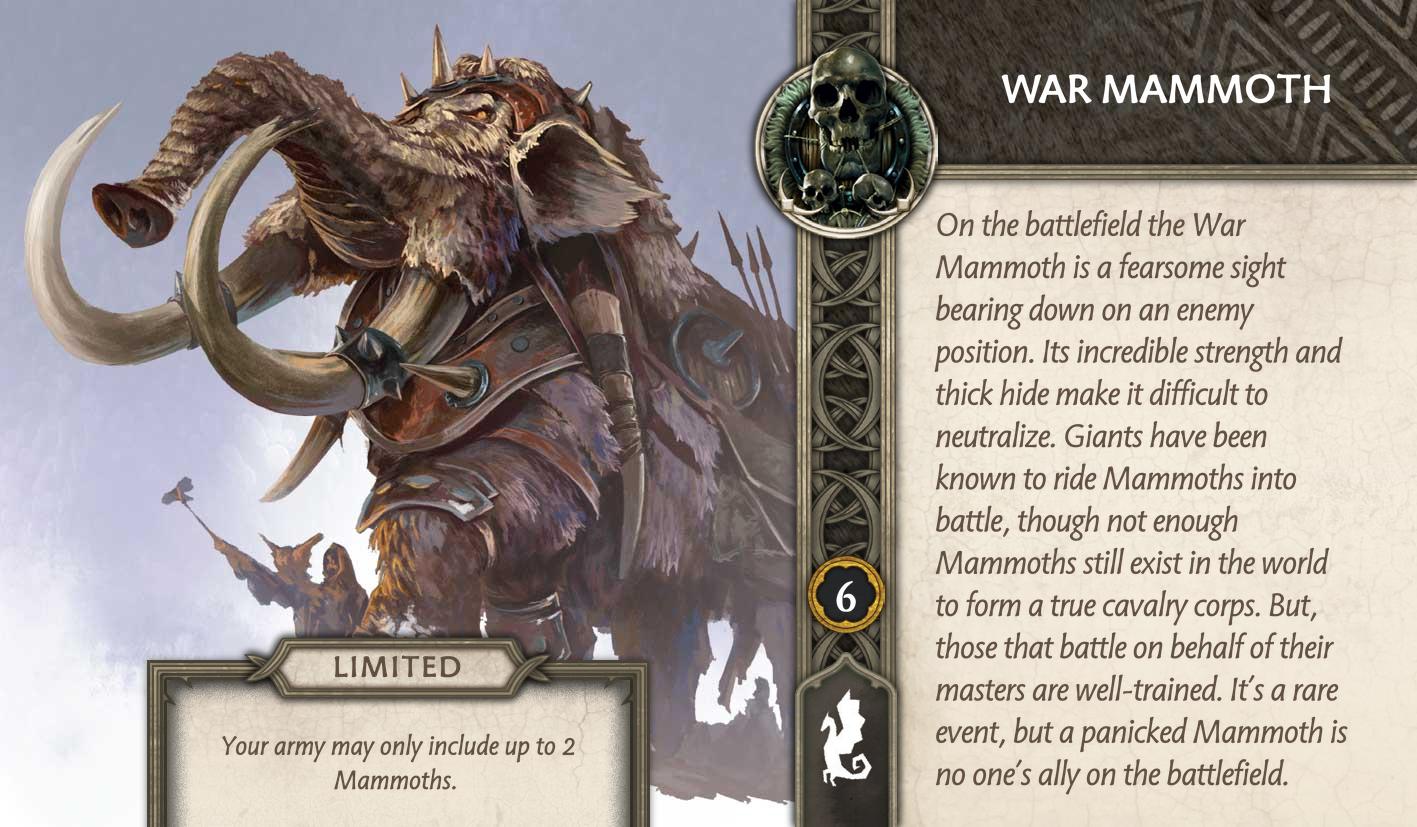 WAR MAMMOTH
On the battlefield the War
Mammoth is a fearsome sight
bearing down on an enemy
position. Its incredible strength and
thick hide make it difficult to
neutralize. Giants have been
known to ride Mammoths into
battle, though not enough
Mammoths still exist in the world
to form a true cavalry corps. But,
those that battle on behalf of their
masters are well-trained. It's a rare
event, but a panicked Mammoth is
no one's ally on the battlefield.
6
LIMITED
Your army may only include up to 2
Mammoths.